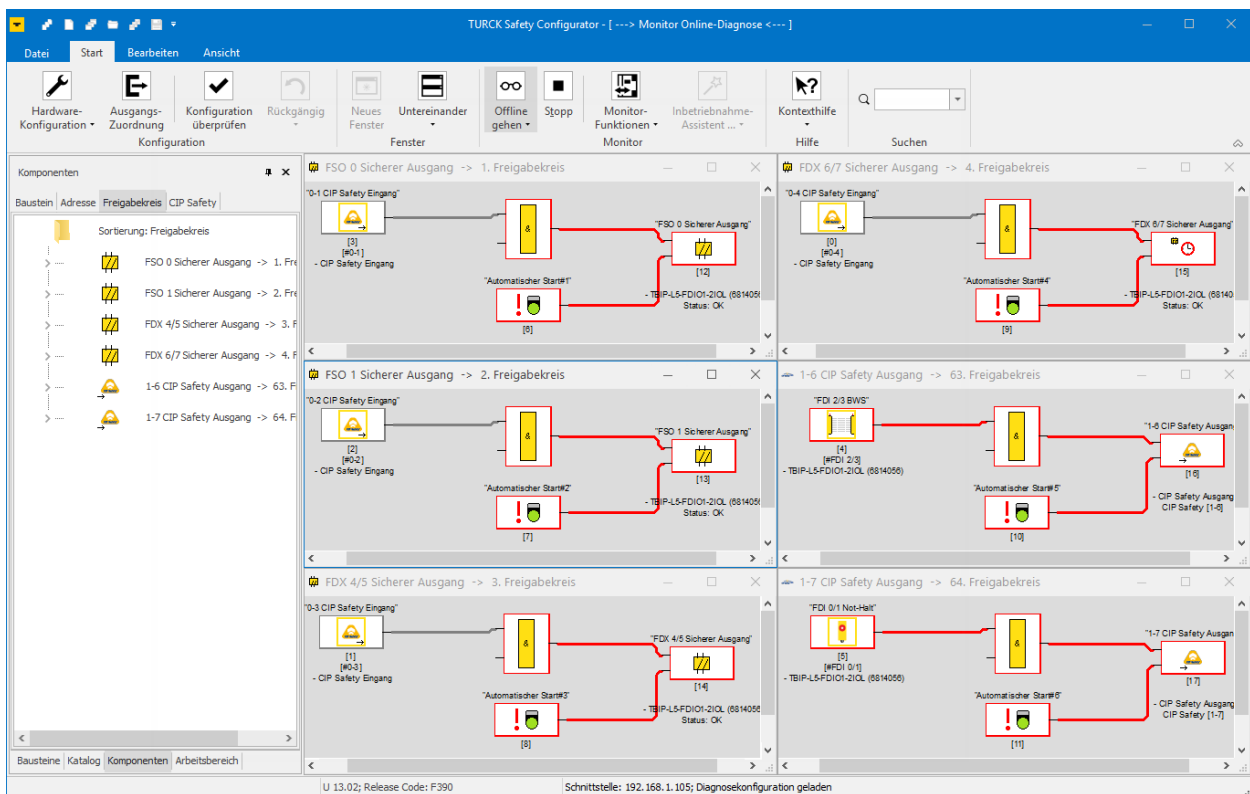 TURCK Safety Configurator - [ ---> Monitor Online-Diagnose <--- ]
Datei Start Bearbeiten Ansicht
Hardware-
Konfiguration
Ausgangs-
Zuordnung
Konfiguration
überprüfen
Rückgängig
Neues
Fenster
Untereinander
Offline
gehen
Stopp
Monitor-
Funktionen
Inbetriebnahme-
Assistent ...
Kontexthilfe
Konfiguration Fenster Monitor Hilfe Suchen
Komponenten
Baustein Adresse Freigabekreis CIP Safety
Sortierung: Freigabekreis
FSO 0 Sicherer Ausgang -> 1. Fre
FSO 1 Sicherer Ausgang -> 2. Fre
FDX 4/5 Sicherer Ausgang -> 3. F
FDX 6/7 Sicherer Ausgang -> 4. F
1-6 CIP Safety Ausgang -> 63. F
1-7 CIP Safety Ausgang -> 64. F
Bausteine Katalog Komponenten Arbeitsbereich
FSO 0 Sicherer Ausgang -> 1. Freigabekreis
"0-1 CIP Safety Eingang"
[3]
[#0-1]
- CIP Safety Eingang
&
"FSO 0 Sicherer Ausgang"
[12]
- TBIP-L5-FDIO1-2IOL (6814056
Status: OK
"Automatischer Start#1"
[6]
FDX 6/7 Sicherer Ausgang -> 4. Freigabekreis
"0-4 CIP Safety Eingang"
[0]
[#0-4]
- CIP Safety Eingang
&
"FDX 6/7 Sicherer Ausgang"
[15]
- TBIP-L5-FDIO1-2IOL (68140
Status: OK
"Automatischer Start#4"
[9]
FSO 1 Sicherer Ausgang -> 2. Freigabekreis
"0-2 CIP Safety Eingang"
[2]
[#0-2]
- CIP Safety Eingang
&
"FSO 1 Sicherer Ausgang"
[13]
- TBIP-L5-FDIO1-2IOL (6814056
Status: OK
"Automatischer Start#2"
[7]
1-6 CIP Safety Ausgang -> 63. Freigabekreis
"FDI 2/3 BWS"
[4]
[#FDI 2/3]
- TBIP-L5-FDIO1-2IOL (6814056)
&
"1-6 CIP Safety Ausgan
[16]
- CIP Safety Ausgang
CIP Safety [1-6]
"Automatischer Start#5"
[10]
FDX 4/5 Sicherer Ausgang -> 3. Freigabekreis
"0-3 CIP Safety Eingang"
[1]
[#0-3]
- CIP Safety Eingang
&
"FDX 4/5 Sicherer Ausgang"
[14]
- TBIP-L5-FDIO1-2IOL (6814056
Status: OK
"Automatischer Start#3"
[8]
1-7 CIP Safety Ausgang -> 64. Freigabekreis
"FDI 0/1 Not-Halt"
[5]
[#FDI 0/1]
- TBIP-L5-FDIO1-2IOL (6814056)
&
"1-7 CIP Safety Ausgan
[17]
- CIP Safety Ausgang
CIP Safety [1-7]
"Automatischer Start#6"
[11]
U 13.02; Release Code: F390
Schnittstelle: 192.168.1.105; Diagnosekonfiguration geladen